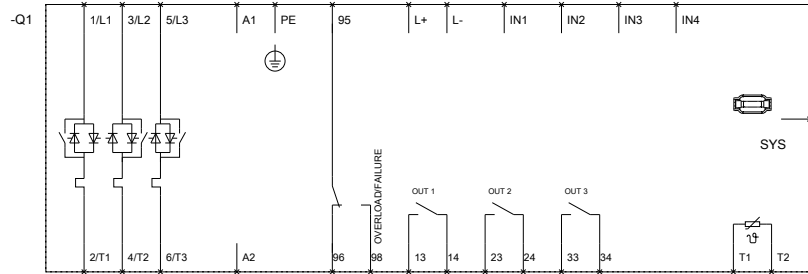 -Q1
1/L1 3/L2 5/L3 A1 PE 95 L+ L- IN1 IN2 IN3 IN4
SYS
OVERLOAD/FAILURE
OUT 1 OUT 2 OUT 3
ϑ
2/T1 4/T2 6/T3 A2 96 98 13 14 23 24 33 34 T1 T2